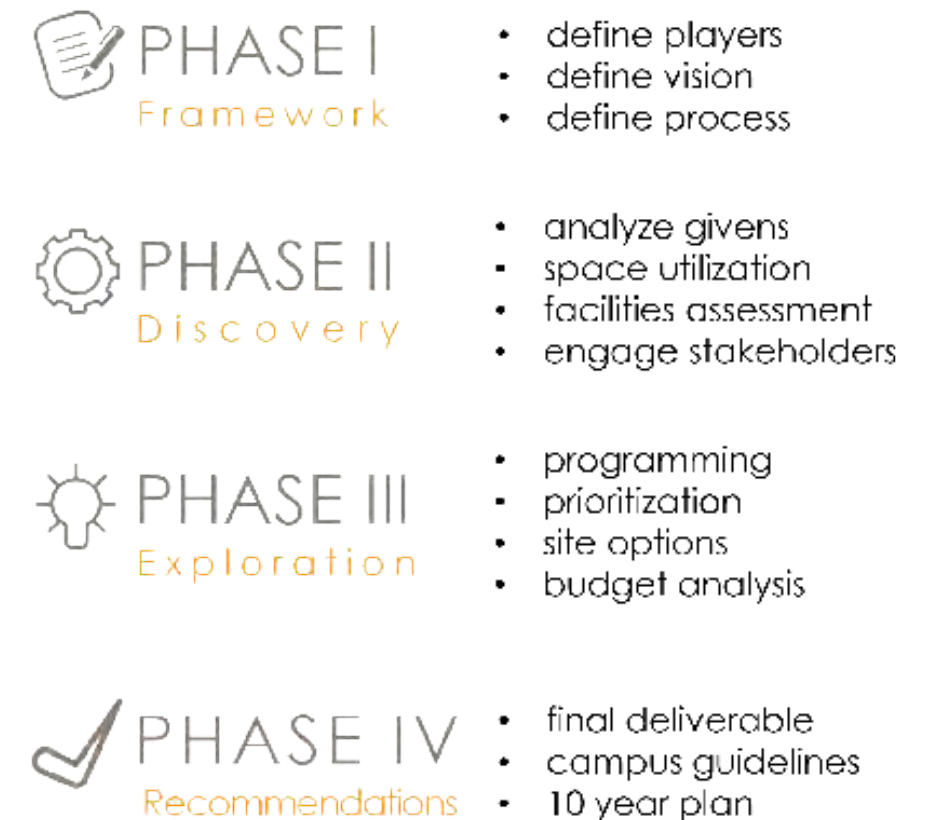 PHASE I
Framework
• define players
• define vision
• define process
PHASE II
Discovery
• analyze givens
• space utilization
• facilities assessment
• engage stakeholders
PHASE III
Exploration
• programming
• prioritization
• site options
• budget analysis
PHASE IV
Recommendations
• final deliverable
• campus guidelines
• 10 year plan